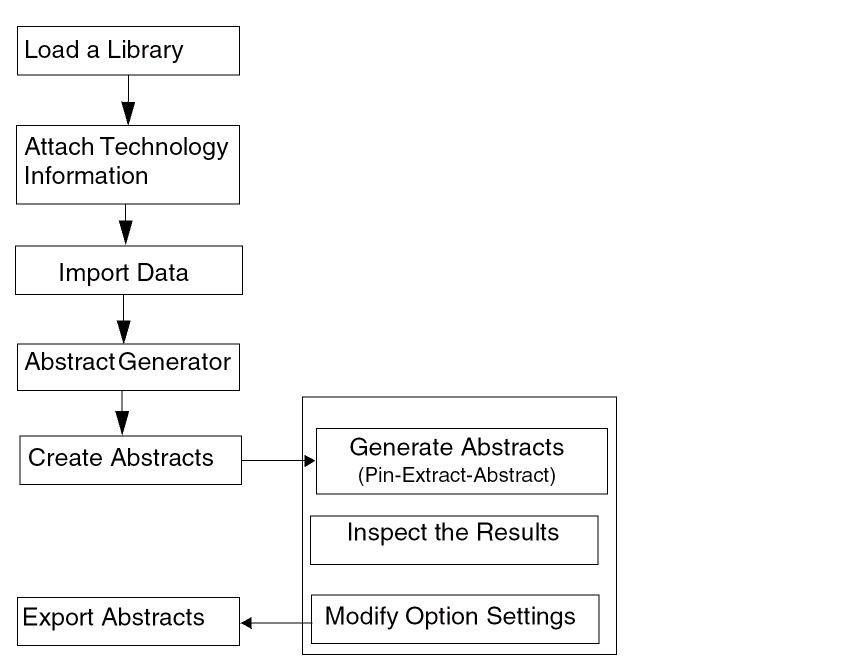 Load a Library
Attach Technology
Information
Import Data
Abstract Generator
Create Abstracts
Generate Abstracts
(Pin-Extract-Abstract)
Inspect the Results
Modify Option Settings
Export Abstracts